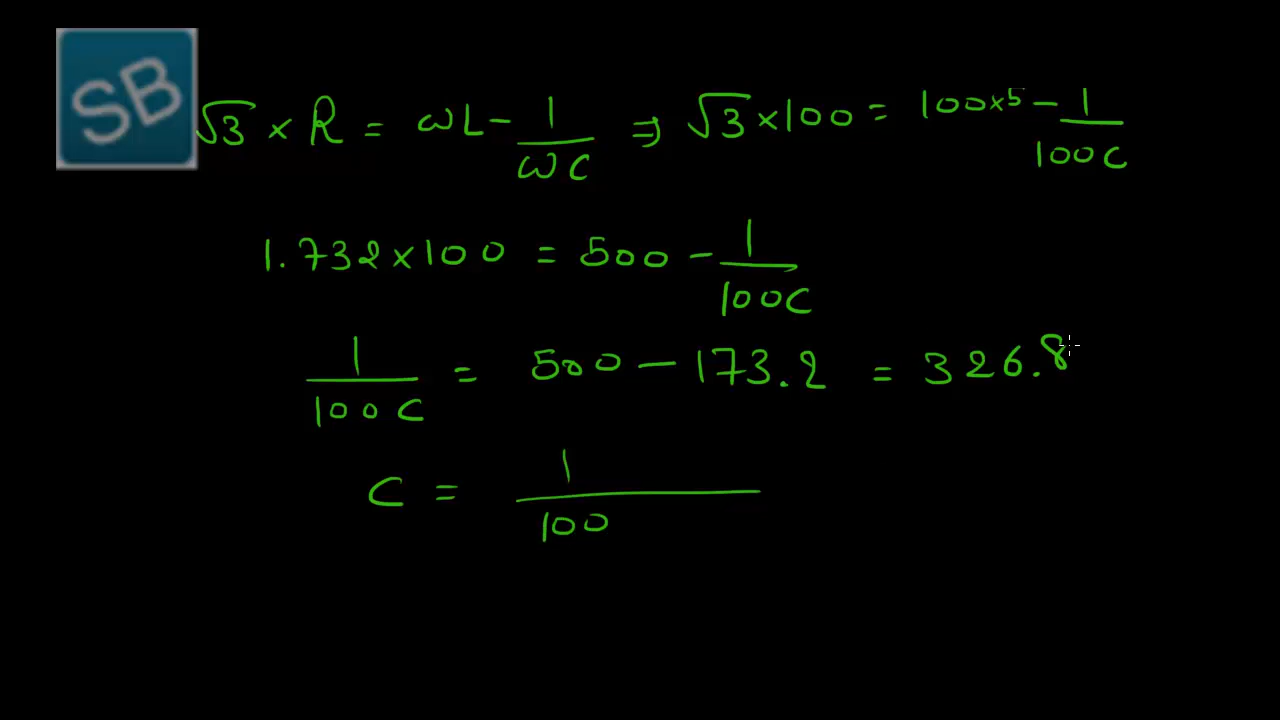 SB
√3 × R = ωL - 1/ωC ⇒ √3 × 100 = 100×5 - 1/100C
1.732 × 100 = 500 - 1/100C
1/100C = 500 - 173.2 = 326.8
C = 1/100